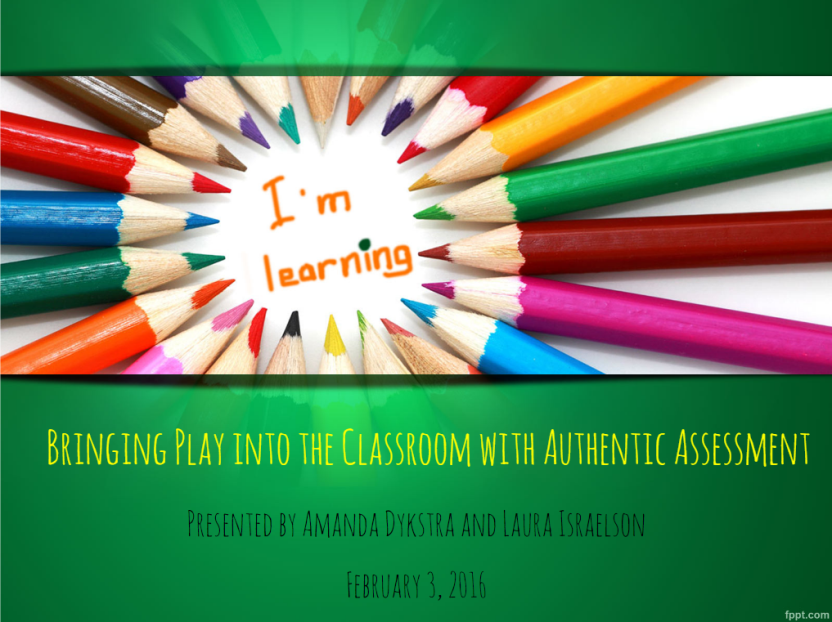 I'm
learning
Bringing Play into the Classroom with Authentic Assessment
Presented by Amanda Dykstra and Laura Israelson
February 3, 2016
fppt.com